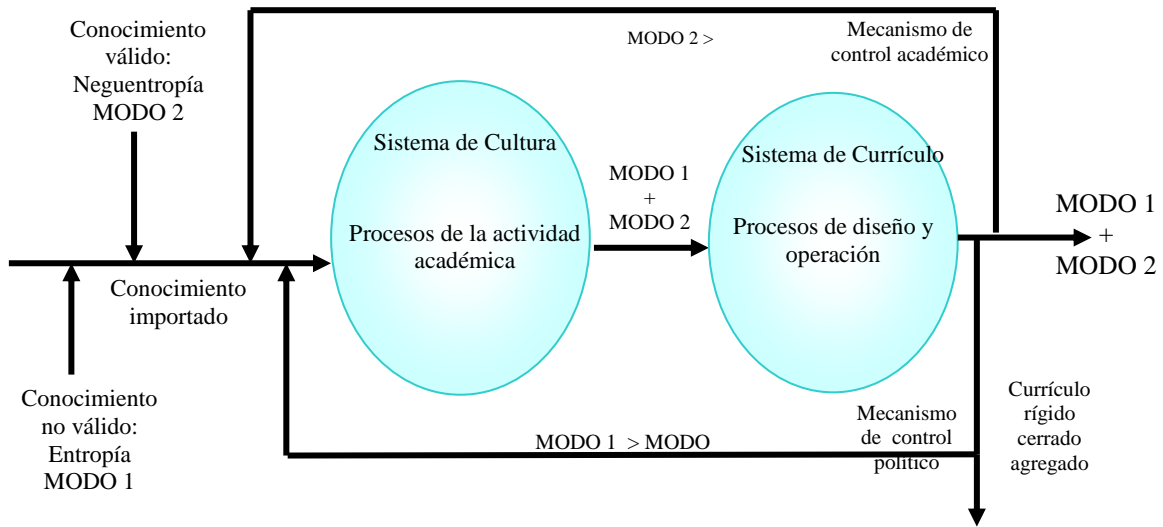 Conocimiento
válido:
Neguentropía
MODO 2
MODO 2 >
Mecanismo de
control académico
Sistema de Cultura
Procesos de la actividad
académica
MODO 1
+
MODO 2
Sistema de Currículo
Procesos de diseño y
operación
MODO 1
+
MODO 2
Conocimiento
importado
Conocimiento
no válido:
Entropía
MODO 1
MODO 1 > MODO
Mecanismo
de control
político
Currículo
rígido
cerrado
agregado